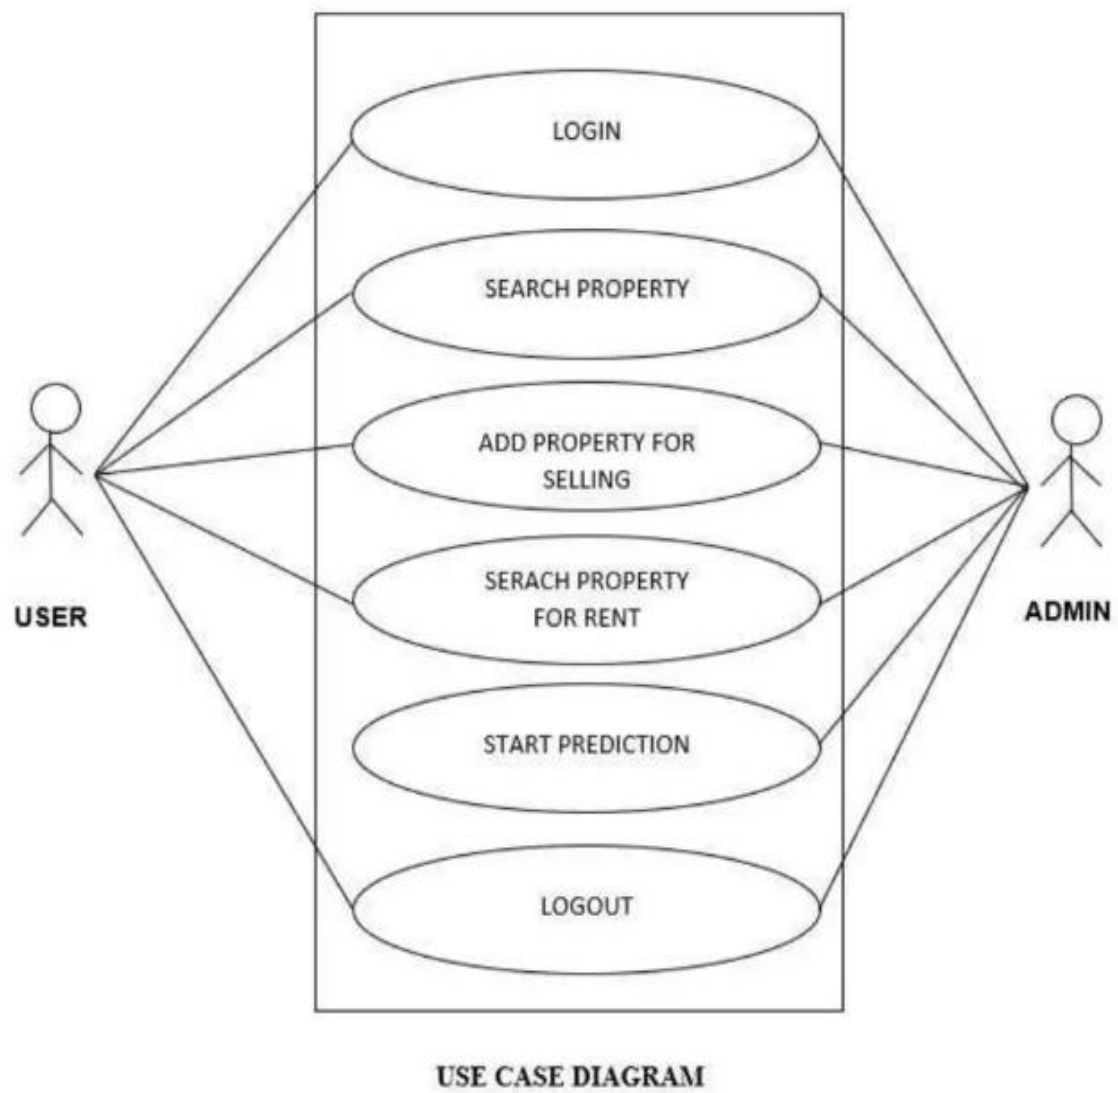 LOGIN
SEARCH PROPERTY
ADD PROPERTY FOR
SELLING
SERACH PROPERTY
FOR RENT
START PREDICTION
LOGOUT
USER
ADMIN
USE CASE DIAGRAM